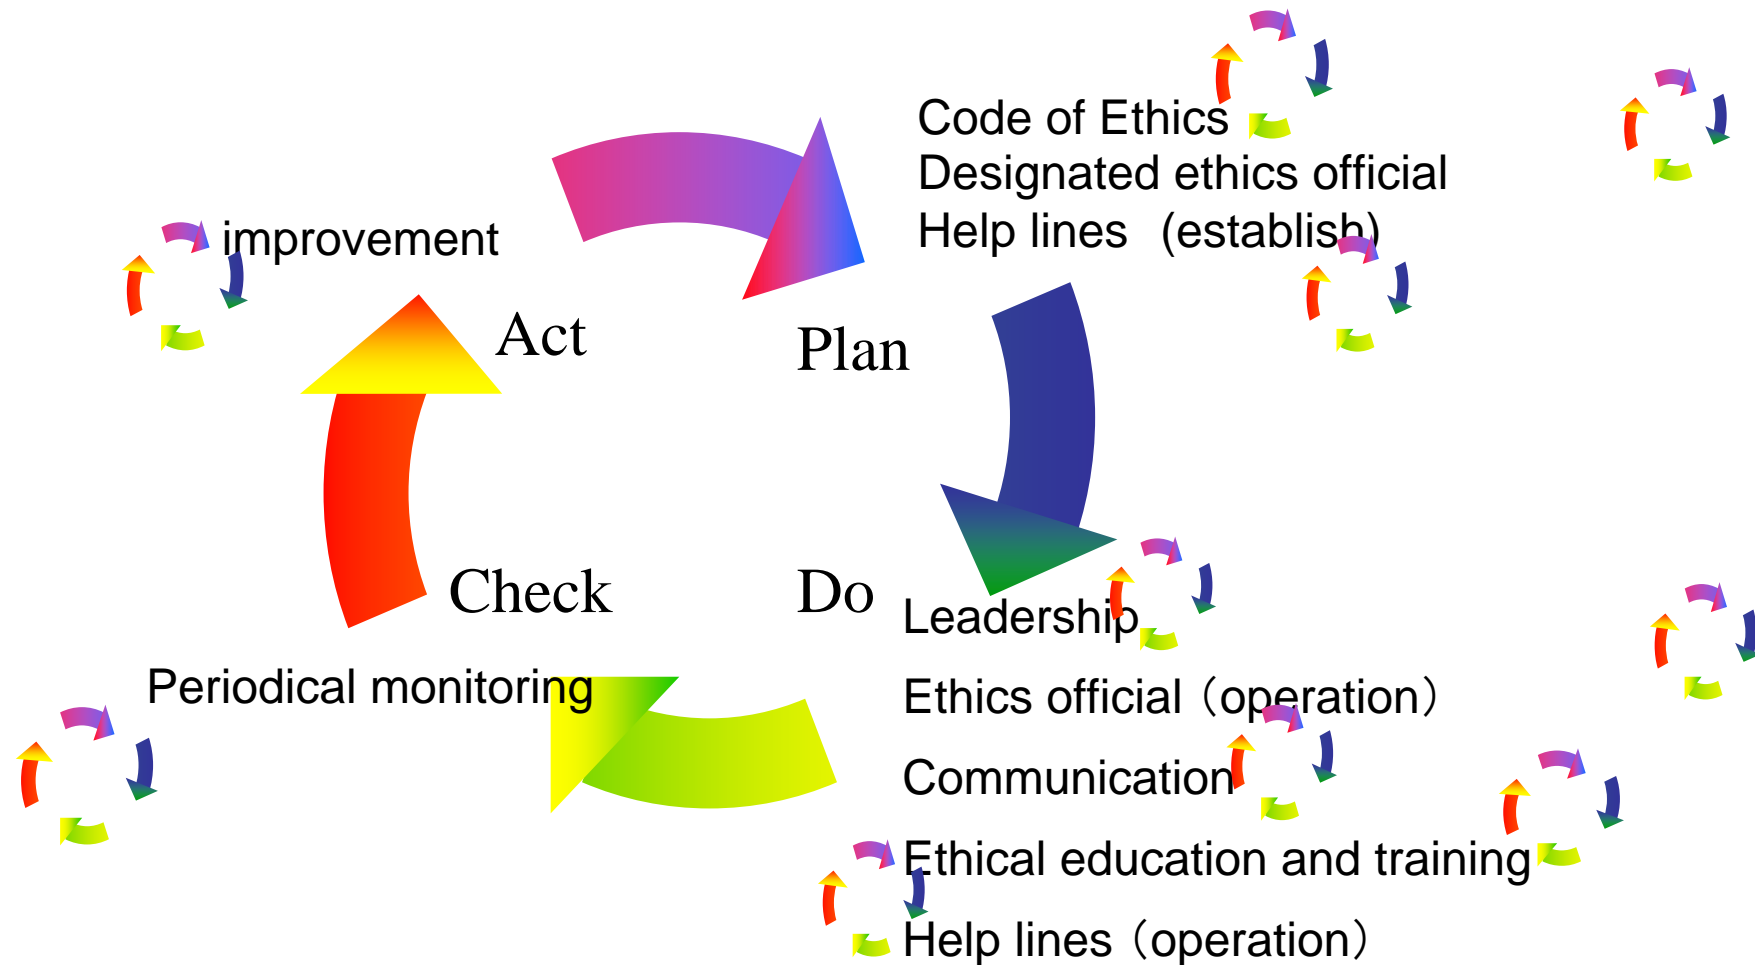 Code of Ethics
Designated ethics official
Help lines (establish)
improvement
Act
Plan
Check
Do
Leadership
Periodical monitoring
Ethics official（operation）
Communication
Ethical education and training
Help lines（operation）